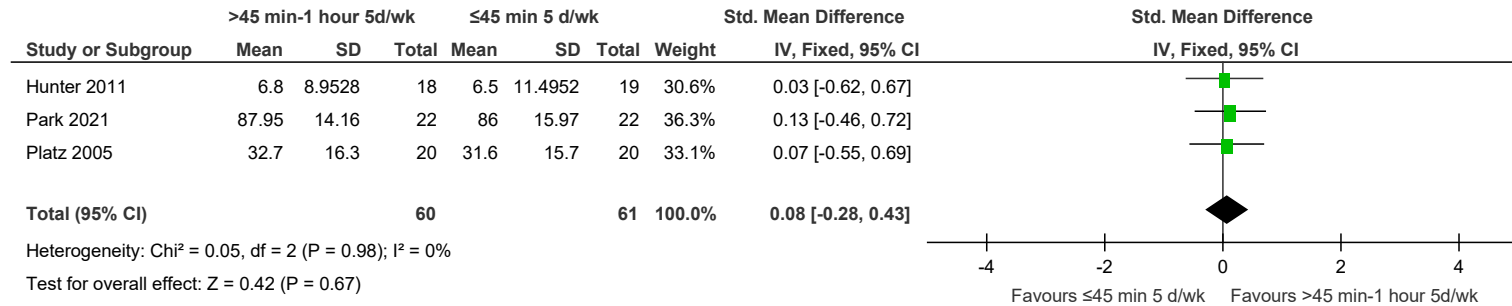 >45 min-1 hour 5d/wk ≤45 min 5 d/wk Std. Mean Difference Std. Mean Difference
Study or Subgroup Mean SD Total Mean SD Total Weight IV, Fixed, 95% CI IV, Fixed, 95% CI
Hunter 2011 6.8 8.9528 18 6.5 11.4952 19 30.6% 0.03 [-0.62, 0.67]
Park 2021 87.95 14.16 22 86 15.97 22 36.3% 0.13 [-0.46, 0.72]
Platz 2005 32.7 16.3 20 31.6 15.7 20 33.1% 0.07 [-0.55, 0.69]
Total (95% CI) 60 61 100.0% 0.08 [-0.28, 0.43]
Heterogeneity: Chi² = 0.05, df = 2 (P = 0.98); I² = 0%
Test for overall effect: Z = 0.42 (P = 0.67)
-4 -2 0 2 4
Favours ≤45 min 5 d/wk Favours >45 min-1 hour 5d/wk